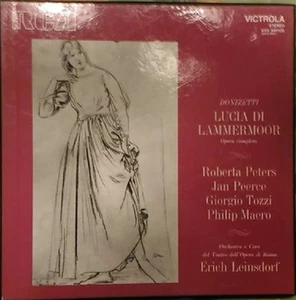 RCA
VICTROLA
STEREO
DONIZETTI
LUCIA DI
LAMMERMOOR
Opera completa
Roberta Peters
Jan Peerce
Giorgio Tozzi
Philip Maero
Orchestra e Coro
del Teatro dell'Opera di Roma
Erich Leinsdorf